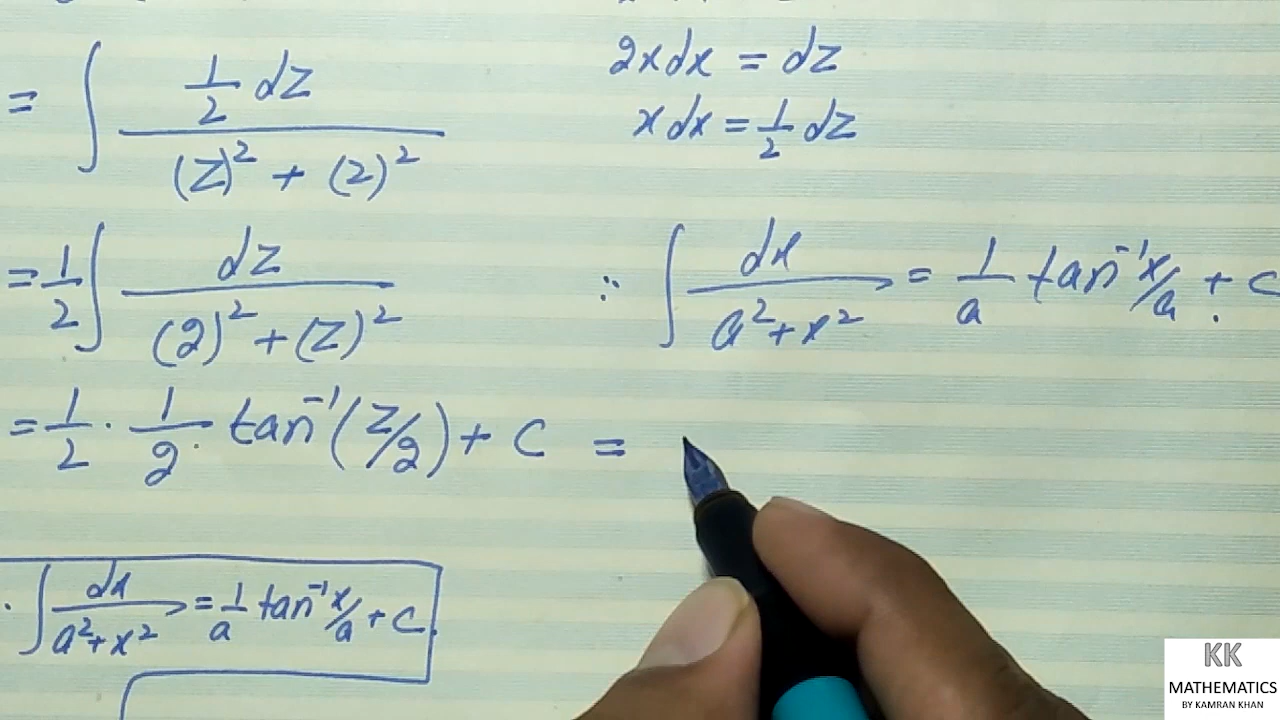 2x dx = dz
= ∫ 1/2 dz / (z)² + (2)²
x dx = 1/2 dz
= 1/2 ∫ dz / (2)² + (z)²
∵ ∫ dx / a² + x² = 1/a tan⁻¹ x/a + c
= 1/2 · 1/2 tan⁻¹ (z/2) + c =
∫ dx / a² + x² = 1/a tan⁻¹ x/a + c
KK
MATHEMATICS
BY KAMRAN KHAN